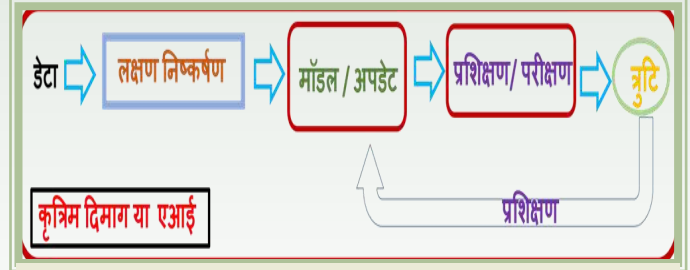 डेटा
लक्षण निष्कर्षण
मॉडल / अपडेट
प्रशिक्षण/ परीक्षण
त्रुटि
प्रशिक्षण
कृत्रिम दिमाग या एआई